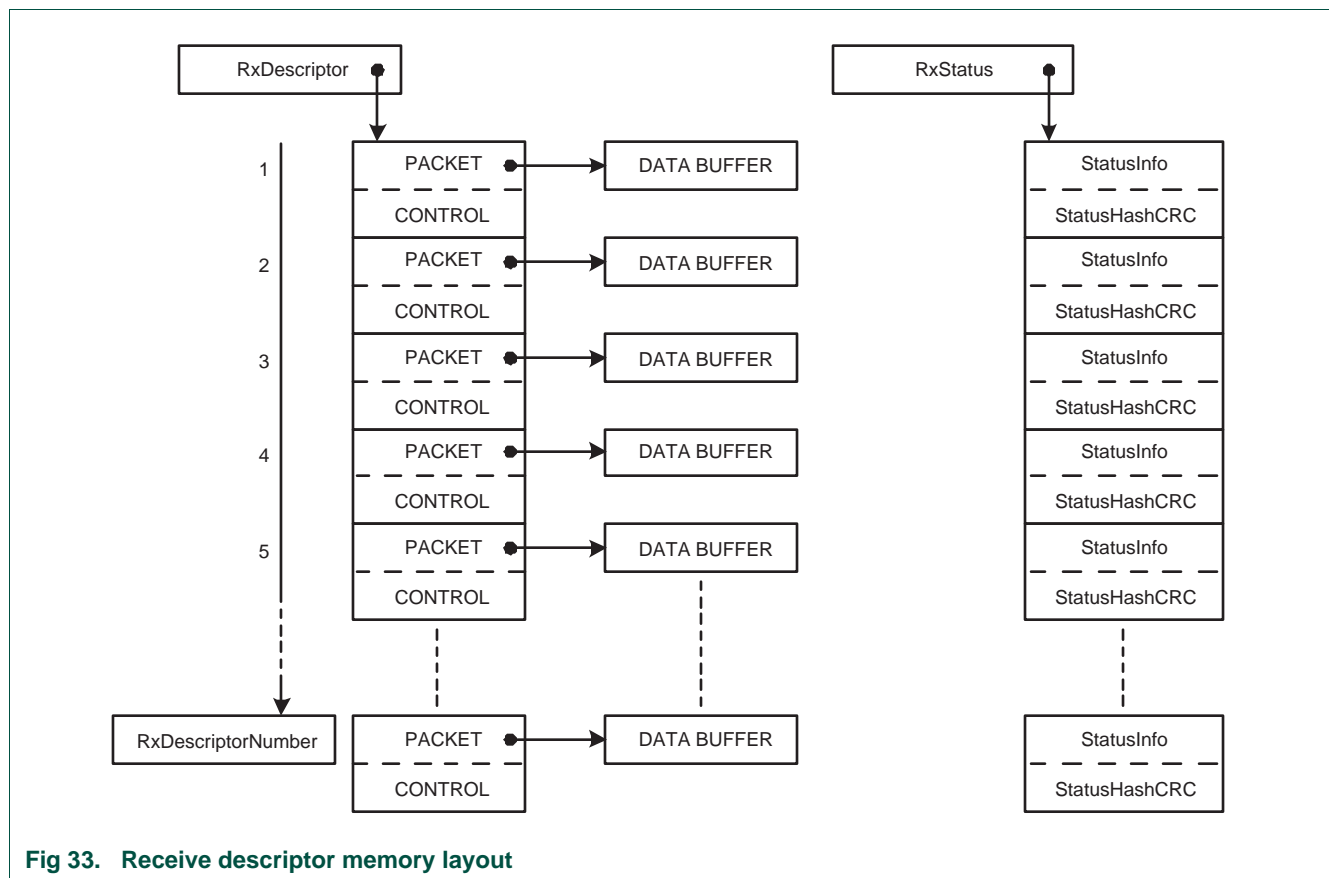 RxDescriptor RxStatus
1 PACKET DATA BUFFER StatusInfo
CONTROL StatusHashCRC
2 PACKET DATA BUFFER StatusInfo
CONTROL StatusHashCRC
3 PACKET DATA BUFFER StatusInfo
CONTROL StatusHashCRC
4 PACKET DATA BUFFER StatusInfo
CONTROL StatusHashCRC
5 PACKET DATA BUFFER StatusInfo
CONTROL StatusHashCRC
RxDescriptorNumber PACKET DATA BUFFER StatusInfo
CONTROL StatusHashCRC
Fig 33. Receive descriptor memory layout